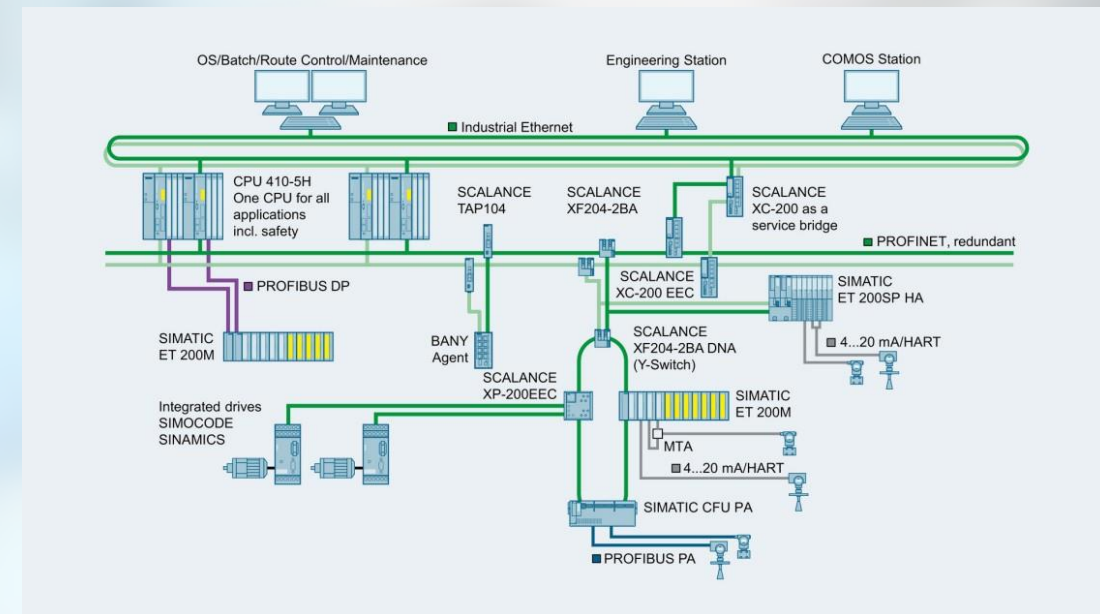 OS/Batch/Route Control/Maintenance
Engineering Station
COMOS Station
Industrial Ethernet
CPU 410-5H
One CPU for all
applications
incl. safety
SCALANCE
TAP104
SCALANCE
XF204-2BA
SCALANCE
XC-200 as a
service bridge
PROFINET, redundant
PROFIBUS DP
SCALANCE
XC-200 EEC
SIMATIC
ET 200SP HA
SIMATIC
ET 200M
BANY
Agent
SCALANCE
XF204-2BA DNA
(Y-Switch)
4...20 mA/HART
SCALANCE
XP-200EEC
SIMATIC
ET 200M
Integrated drives
SIMOCODE
SINAMICS
MTA
4...20 mA/HART
SIMATIC CFU PA
PROFIBUS PA